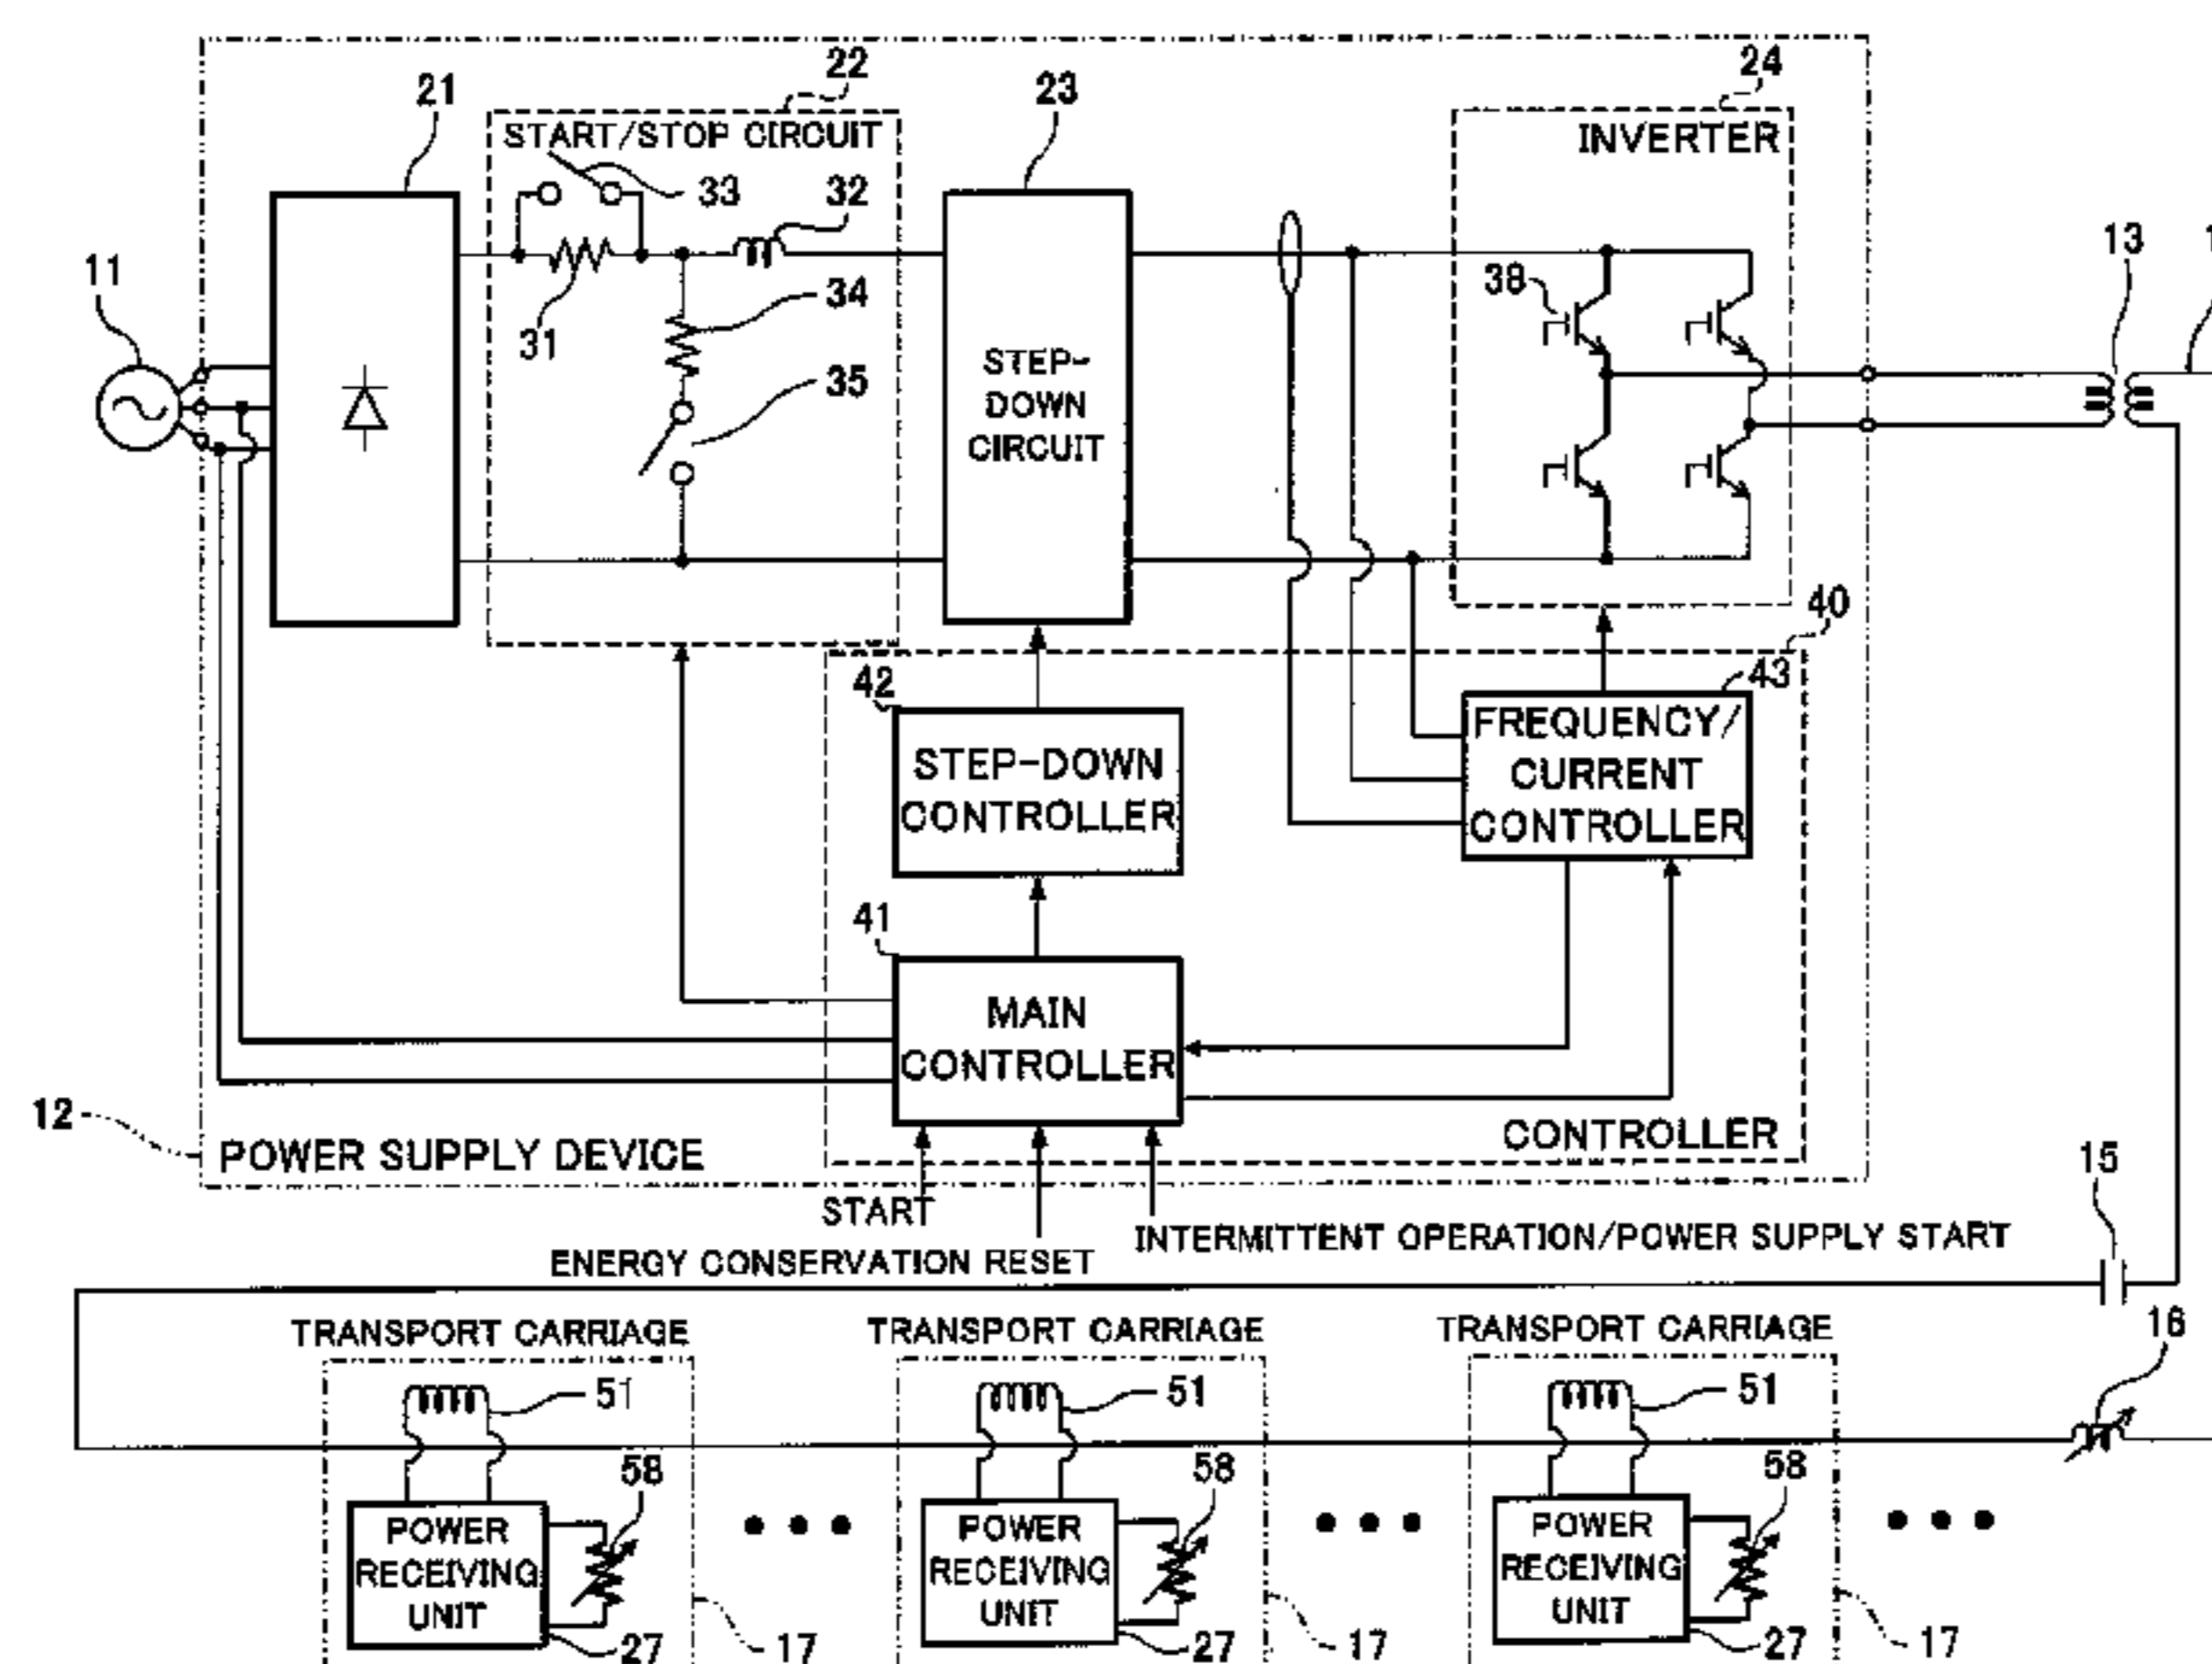 22
24
21
23
START/STOP CIRCUIT
INVERTER
33
32
13
11
38
34
31
STEP-
DOWN
CIRCUIT
35
40
42
43
STEP-DOWN
CONTROLLER
FREQUENCY/
CURRENT
CONTROLLER
41
MAIN
CONTROLLER
12
POWER SUPPLY DEVICE
CONTROLLER
15
START
INTERMITTENT OPERATION/POWER SUPPLY START
ENERGY CONSERVATION RESET
TRANSPORT CARRIAGE
TRANSPORT CARRIAGE
TRANSPORT CARRIAGE
16
51
51
51
58
58
58
POWER
RECEIVING
UNIT
POWER
RECEIVING
UNIT
POWER
RECEIVING
UNIT
27
17
27
17
27
17